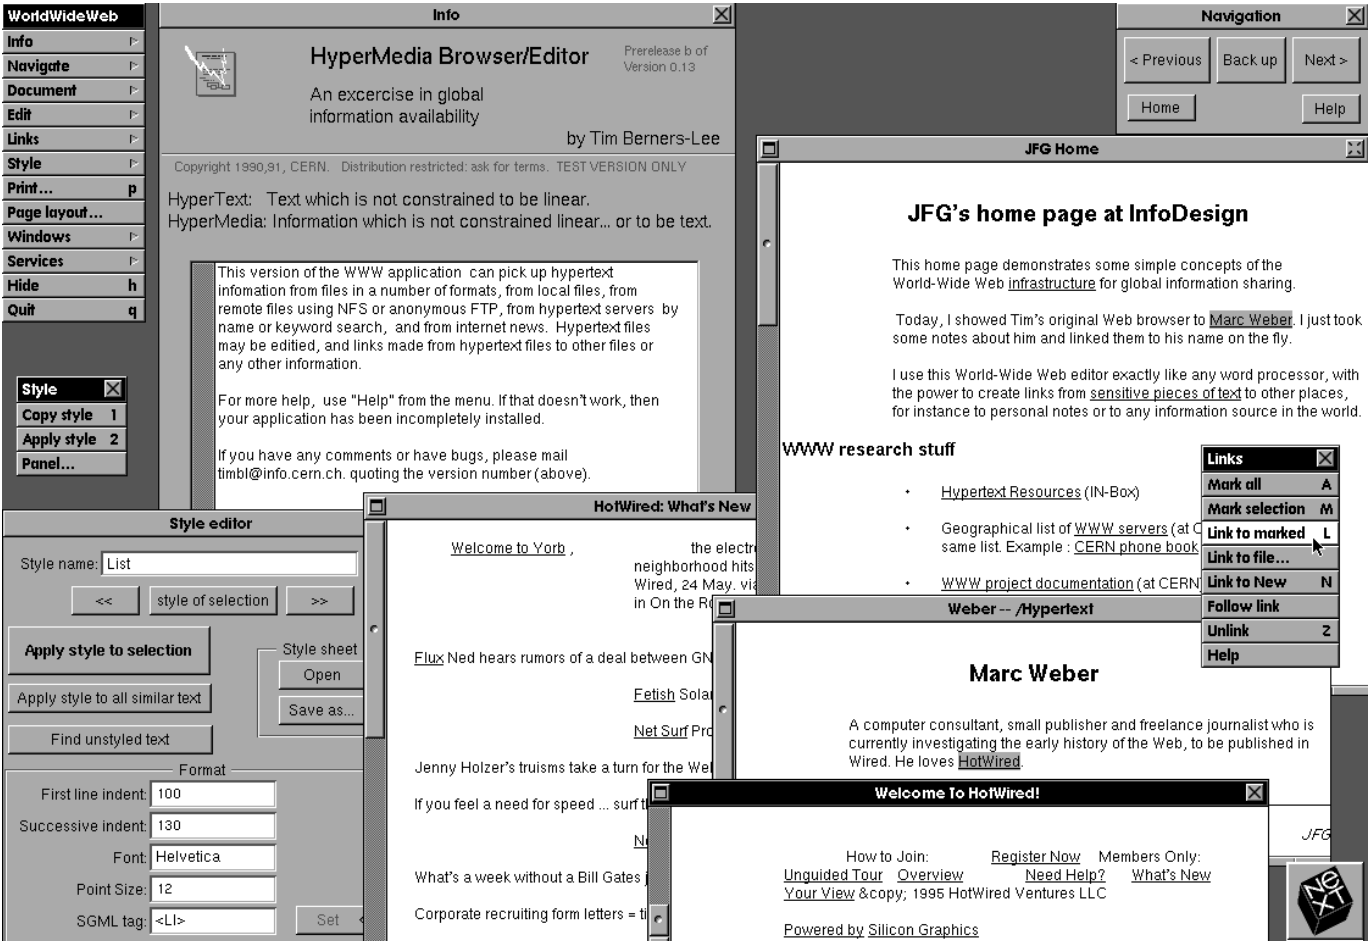 WorldWideWeb
Info
Navigate
Document
Edit
Links
Style
Print... p
Page layout...
Windows
Services
Hide h
Quit q
Style
Copy style 1
Apply style 2
Panel...
Info
HyperMedia Browser/Editor
Prerelease b of
Version 0.13
An excercise in global
information availability
by Tim Berners-Lee
Copyright 1990,91, CERN. Distribution restricted: ask for terms. TEST VERSION ONLY
HyperText: Text which is not constrained to be linear.
HyperMedia: Information which is not constrained linear... or to be text.
This version of the WWW application can pick up hypertext
infomation from files in a number of formats, from local files, from
remote files using NFS or anonymous FTP, from hypertext servers by
name or keyword search, and from internet news. Hypertext files
may be editied, and links made from hypertext files to other files or
any other information.
For more help, use "Help" from the menu. If that doesn't work, then
your application has been incompletely installed.
If you have any comments or have bugs, please mail
timbl@info.cern.ch. quoting the version number (above).
Navigation
< Previous Back up Next >
Home Help
JFG Home
JFG's home page at InfoDesign
This home page demonstrates some simple concepts of the
World-Wide Web infrastructure for global information sharing.
Today, I showed Tim's original Web browser to Marc Weber. I just took
some notes about him and linked them to his name on the fly.
I use this World-Wide Web editor exactly like any word processor, with
the power to create links from sensitive pieces of text to other places,
for instance to personal notes or to any information source in the world.
WWW research stuff
• Hypertext Resources (IN-Box)
• Geographical list of WWW servers (at C
same list. Example : CERN phone book
• WWW project documentation (at CERN)
Links
Mark all A
Mark selection M
Link to marked L
Link to file...
Link to New N
Follow link
Unlink Z
Help
Style editor
Style name: List
<< style of selection >>
Apply style to selection
Apply style to all similar text
Find unstyled text
Style sheet
Open
Save as...
Format
First line indent: 100
Successive indent: 130
Font: Helvetica
Point Size: 12
SGML tag: <LI>
Set
HotWired: What's New
Welcome to Yorb , the electr
neighborhood hits
Wired, 24 May. via
in On the Ro
Flux Ned hears rumors of a deal between GN
Fetish Sola
Net Surf Pro
Jenny Holzer's truisms take a turn for the We
If you feel a need for speed ... surf t
What's a week without a Bill Gates j
Corporate recruiting form letters = ti
Weber -- /Hypertext
Marc Weber
A computer consultant, small publisher and freelance journalist who is
currently investigating the early history of the Web, to be published in
Wired. He loves HotWired.
JFG
Welcome To HotWired!
How to Join: Register Now Members Only:
Unguided Tour Overview Need Help? What's New
Your View &copy; 1995 HotWired Ventures LLC
Powered by Silicon Graphics
NeXT